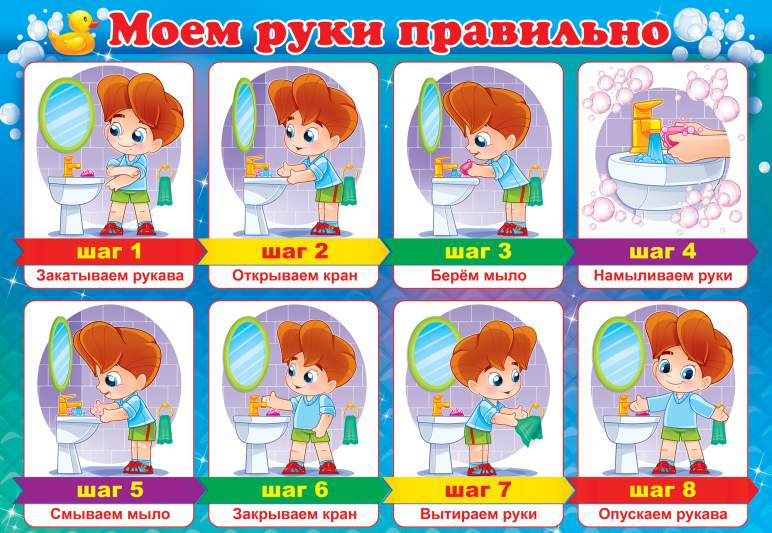 Моем руки правильно
шаг 1
Закатываем рукава
шаг 2
Открываем кран
шаг 3
Берём мыло
шаг 4
Намыливаем руки
шаг 5
Смываем мыло
шаг 6
Закрываем кран
шаг 7
Вытираем руки
шаг 8
Опускаем рукава